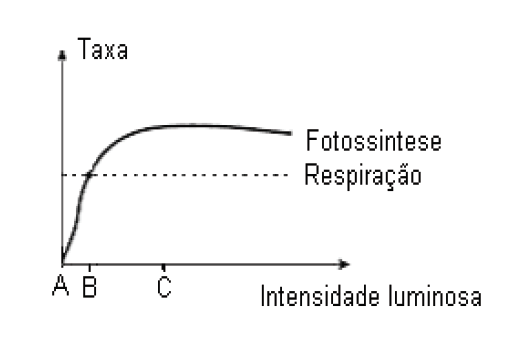 Taxa
Fotossintese
Respiração
A B C
Intensidade luminosa